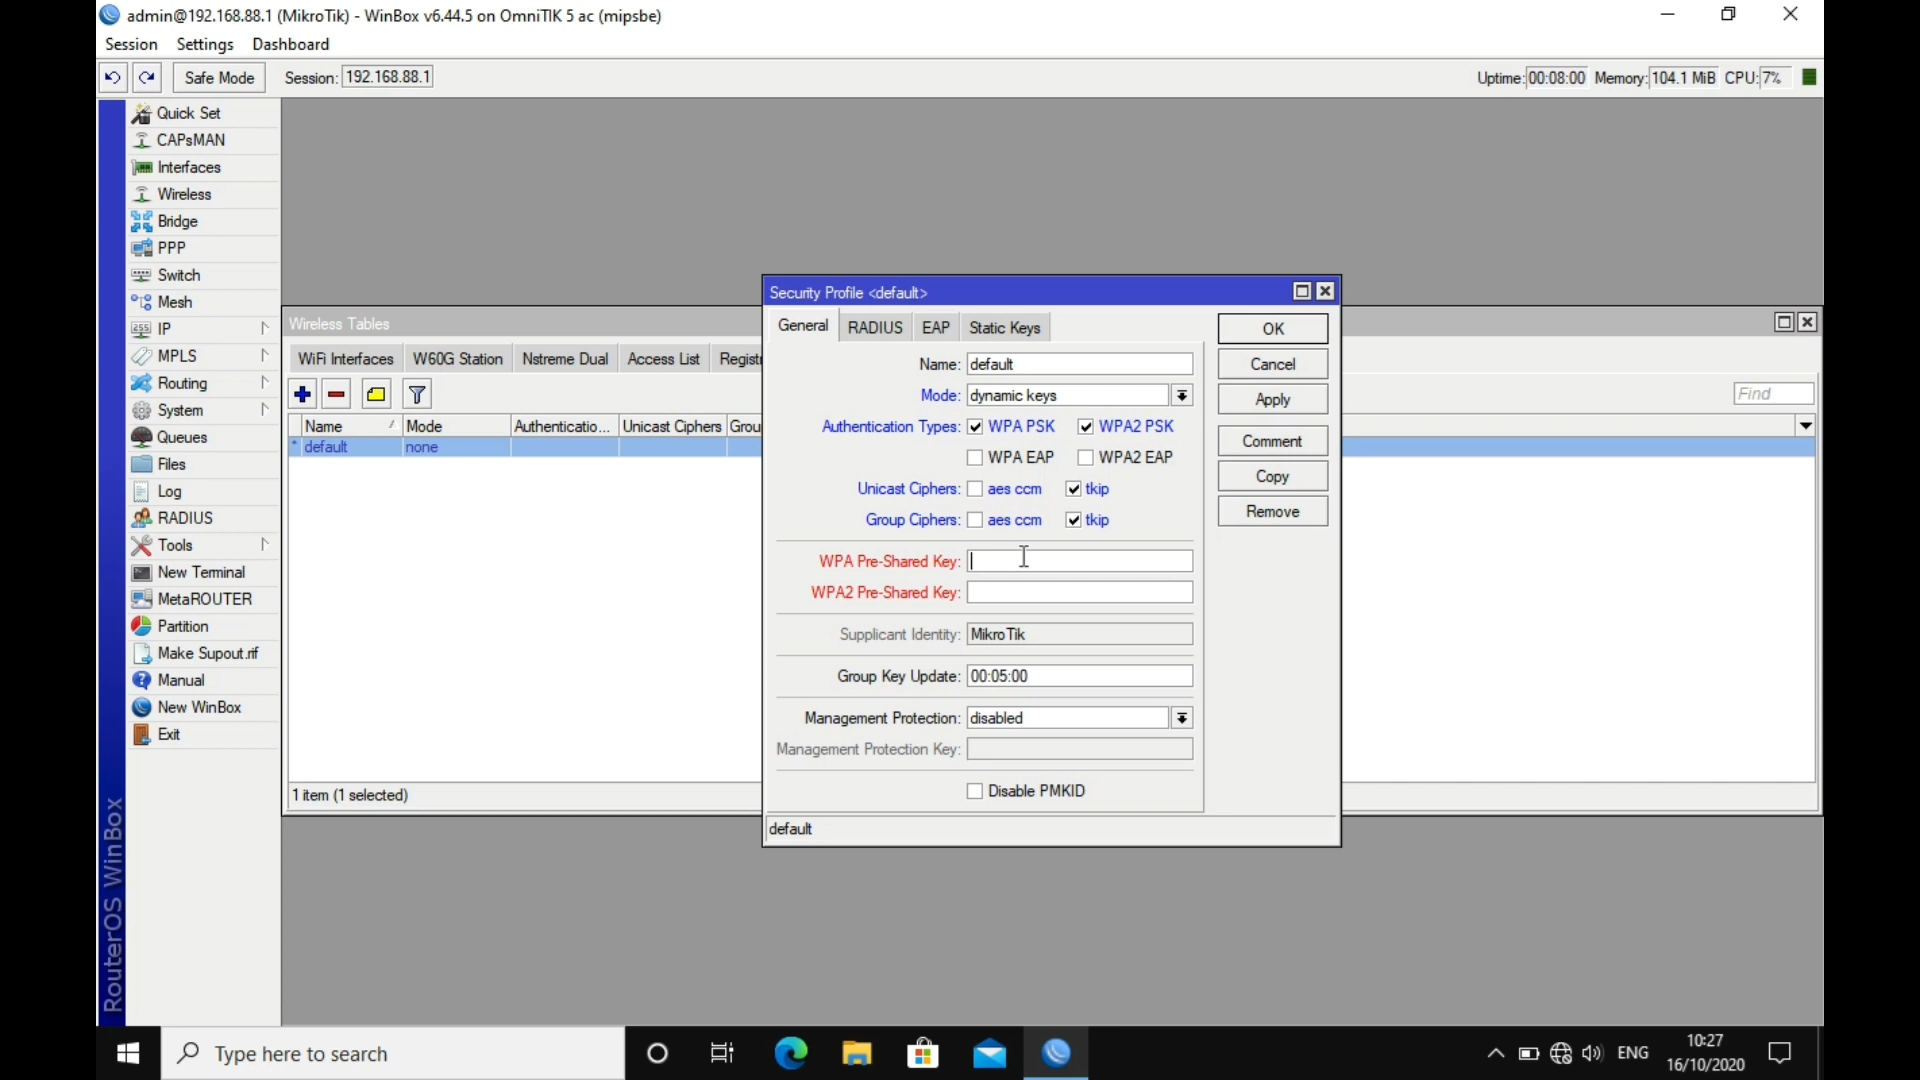 admin@192.168.88.1 (MikroTik) - WinBox v6.44.5 on OmniTIK 5 ac (mipsbe)
Session Settings Dashboard
Safe Mode Session: 192.168.88.1 Uptime: 00:08:00 Memory: 104.1 MiB CPU: 7%
Quick Set
CAPsMAN
Interfaces
Wireless
Bridge
PPP
Switch
Mesh
IP
MPLS
Routing
System
Queues
Files
Log
RADIUS
Tools
New Terminal
MetaROUTER
Partition
Make Supout.rif
Manual
New WinBox
Exit
RouterOS WinBox
Wireless Tables
WiFi Interfaces W60G Station Nstreme Dual Access List Registr
Find
Name Mode Authenticatio... Unicast Ciphers Grou
* default none
1 item (1 selected)
Security Profile <default>
General RADIUS EAP Static Keys
Name: default
Mode: dynamic keys
Authentication Types: WPA PSK WPA2 PSK
WPA EAP WPA2 EAP
Unicast Ciphers: aes ccm tkip
Group Ciphers: aes ccm tkip
WPA Pre-Shared Key:
WPA2 Pre-Shared Key:
Supplicant Identity: MikroTik
Group Key Update: 00:05:00
Management Protection: disabled
Management Protection Key:
Disable PMKID
default
OK
Cancel
Apply
Comment
Copy
Remove
Type here to search
ENG
10:27
16/10/2020